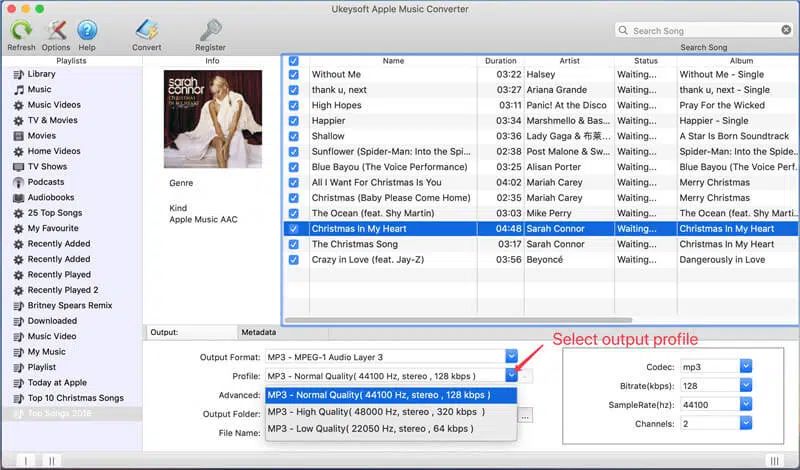 Ukeysoft Apple Music Converter
Refresh Options Help Convert Register
Search Song
Search Song
Playlists
Library
Music
Music Videos
TV & Movies
Movies
Home Videos
TV Shows
Podcasts
Audiobooks
25 Top Songs
My Favourite
Recently Added
Recently Added
Recently Played
Recently Played 2
Britney Spears Remix
Downloaded
Music Video
My Music
Playlist
Today at Apple
Top 10 Christmas Songs
Top Songs 2018
Info
sarah
connor
CHRISTMAS
IN MY HEART
Genre
Kind
Apple Music AAC
Name Duration Artist Status Album
Without Me 03:22 Halsey Waiting... Without Me - Single
thank u, next 03:27 Ariana Grande Waiting... thank u, next - Single
High Hopes 03:11 Panic! At the Disco Waiting... Pray For the Wicked
Happier 03:34 Marshmello & Bas... Waiting... Happier - Single
Shallow 03:36 Lady Gaga & 布莱... Waiting... A Star Is Born Soundtrack
Sunflower (Spider-Man: Into the Spi... 02:38 Post Malone & Sw... Waiting... Spider-Man: Into the Spide...
Blue Bayou (The Voice Performance) 03:25 Alisan Porter Waiting... Blue Bayou (The Voice Perf...
All I Want For Christmas Is You 04:02 Mariah Carey Waiting... Merry Christmas
Christmas (Baby Please Come Home) 02:35 Mariah Carey Waiting... Merry Christmas
The Ocean (feat. Shy Martin) 03:03 Mike Perry Waiting... The Ocean (feat. Shy Martin)
Christmas In My Heart 04:48 Sarah Connor Waiting... Christmas In My Heart
The Christmas Song 03:17 Sarah Connor Waiting... Christmas In My Heart
Crazy in Love (feat. Jay-Z) 03:56 Beyoncé Waiting... Dangerously in Love
Output: Metadata
Select output profile
Output Format: MP3 - MPEG-1 Audio Layer 3
Profile: MP3 - Normal Quality( 44100 Hz, stereo , 128 kbps )
Advanced: MP3 - Normal Quality( 44100 Hz, stereo , 128 kbps )
MP3 - High Quality( 48000 Hz, stereo , 320 kbps )
Output Folder:
...
MP3 - Low Quality( 22050 Hz, stereo , 64 kbps )
File Name:
Codec: mp3
Bitrate(kbps): 128
SampleRate(hz): 44100
Channels: 2